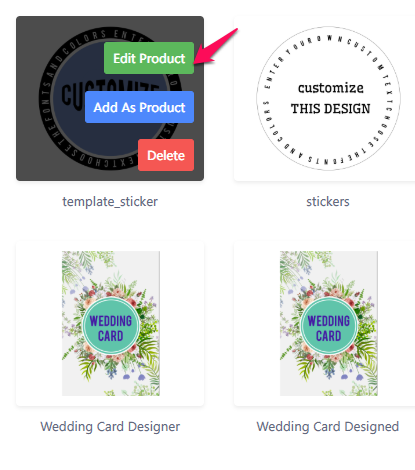 Edit Product
Add As Product
Delete
CUSTOMIZE
template_sticker
ENTER YOUR OWN CUSTOM TEXT CHOOSE THE FONTS AND COLORS
customize
THIS DESIGN
stickers
WEDDING
CARD
Wedding Card Designer
WEDDING
CARD
Wedding Card Designed